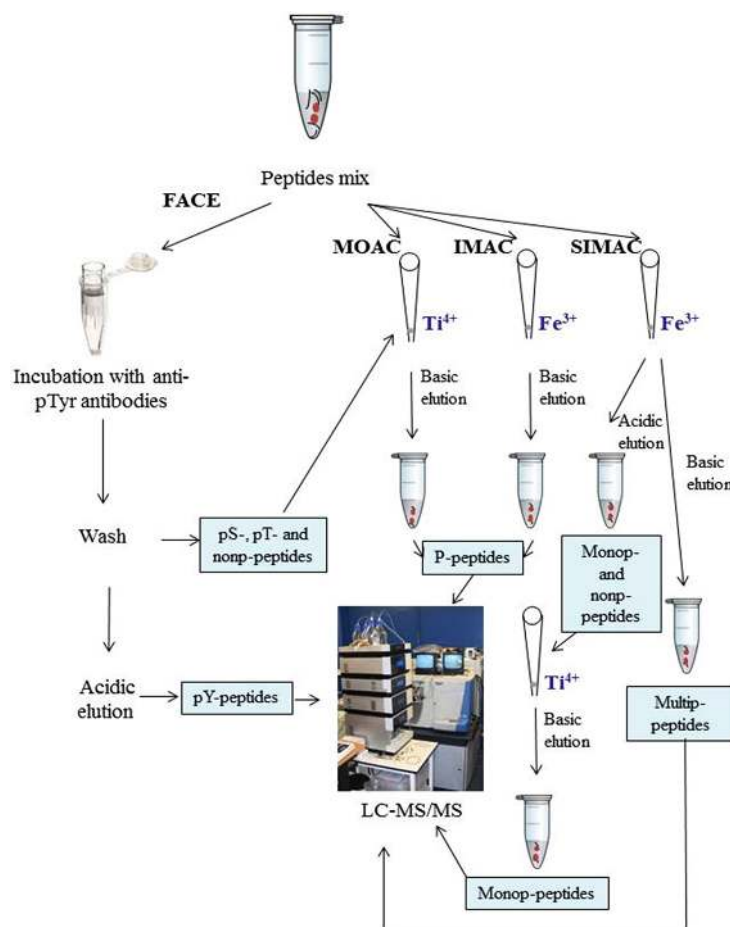 Peptides mix
FACE
MOAC
IMAC
SIMAC
Ti4+
Fe3+
Fe3+
Incubation with anti-
pTyr antibodies
Basic
elution
Basic
elution
Acidic
elution
Basic
elution
Wash
pS-, pT- and
nonp-peptides
P-peptides
Monop-
and
nonp-
peptides
Acidic
elution
pY-peptides
Ti4+
Basic
elution
Multip-
peptides
LC-MS/MS
Monop-peptides